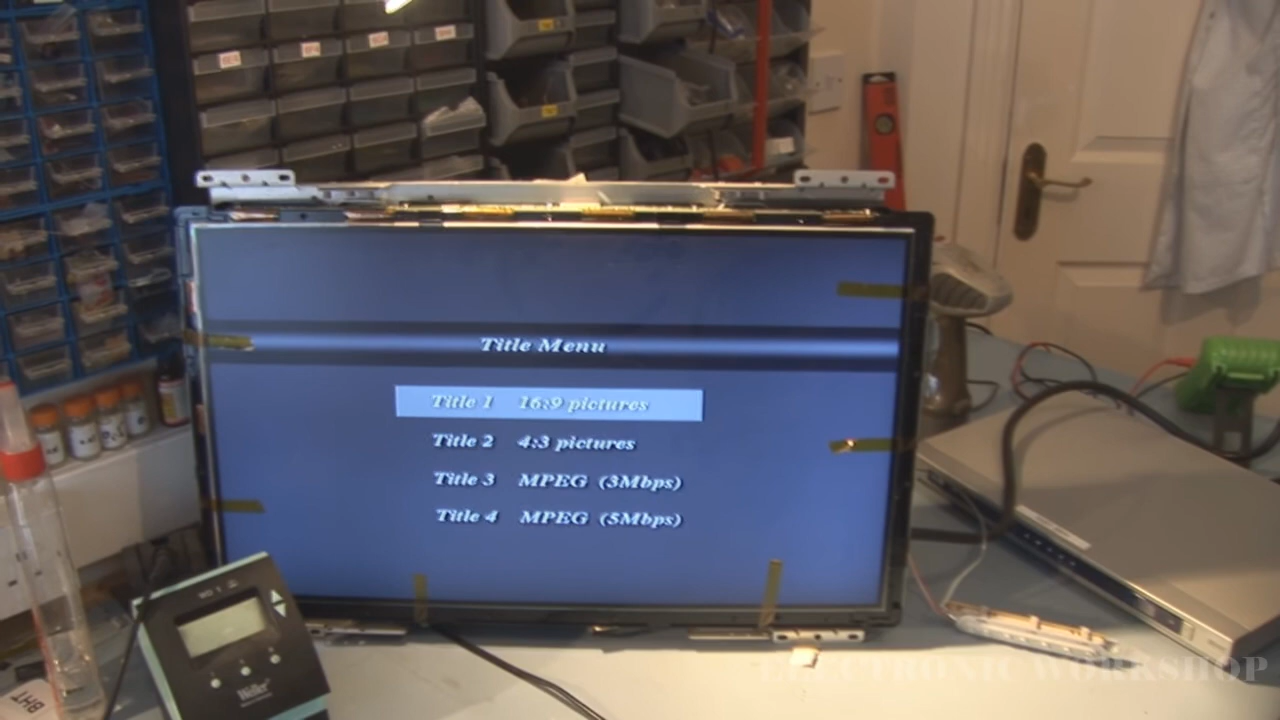 Title Menu
Title 1 16:9 pictures
Title 2 4:3 pictures
Title 3 MPEG (3Mbps)
Title 4 MPEG (5Mbps)
Weller
BHT
ELECTRONIC WORKSHOP